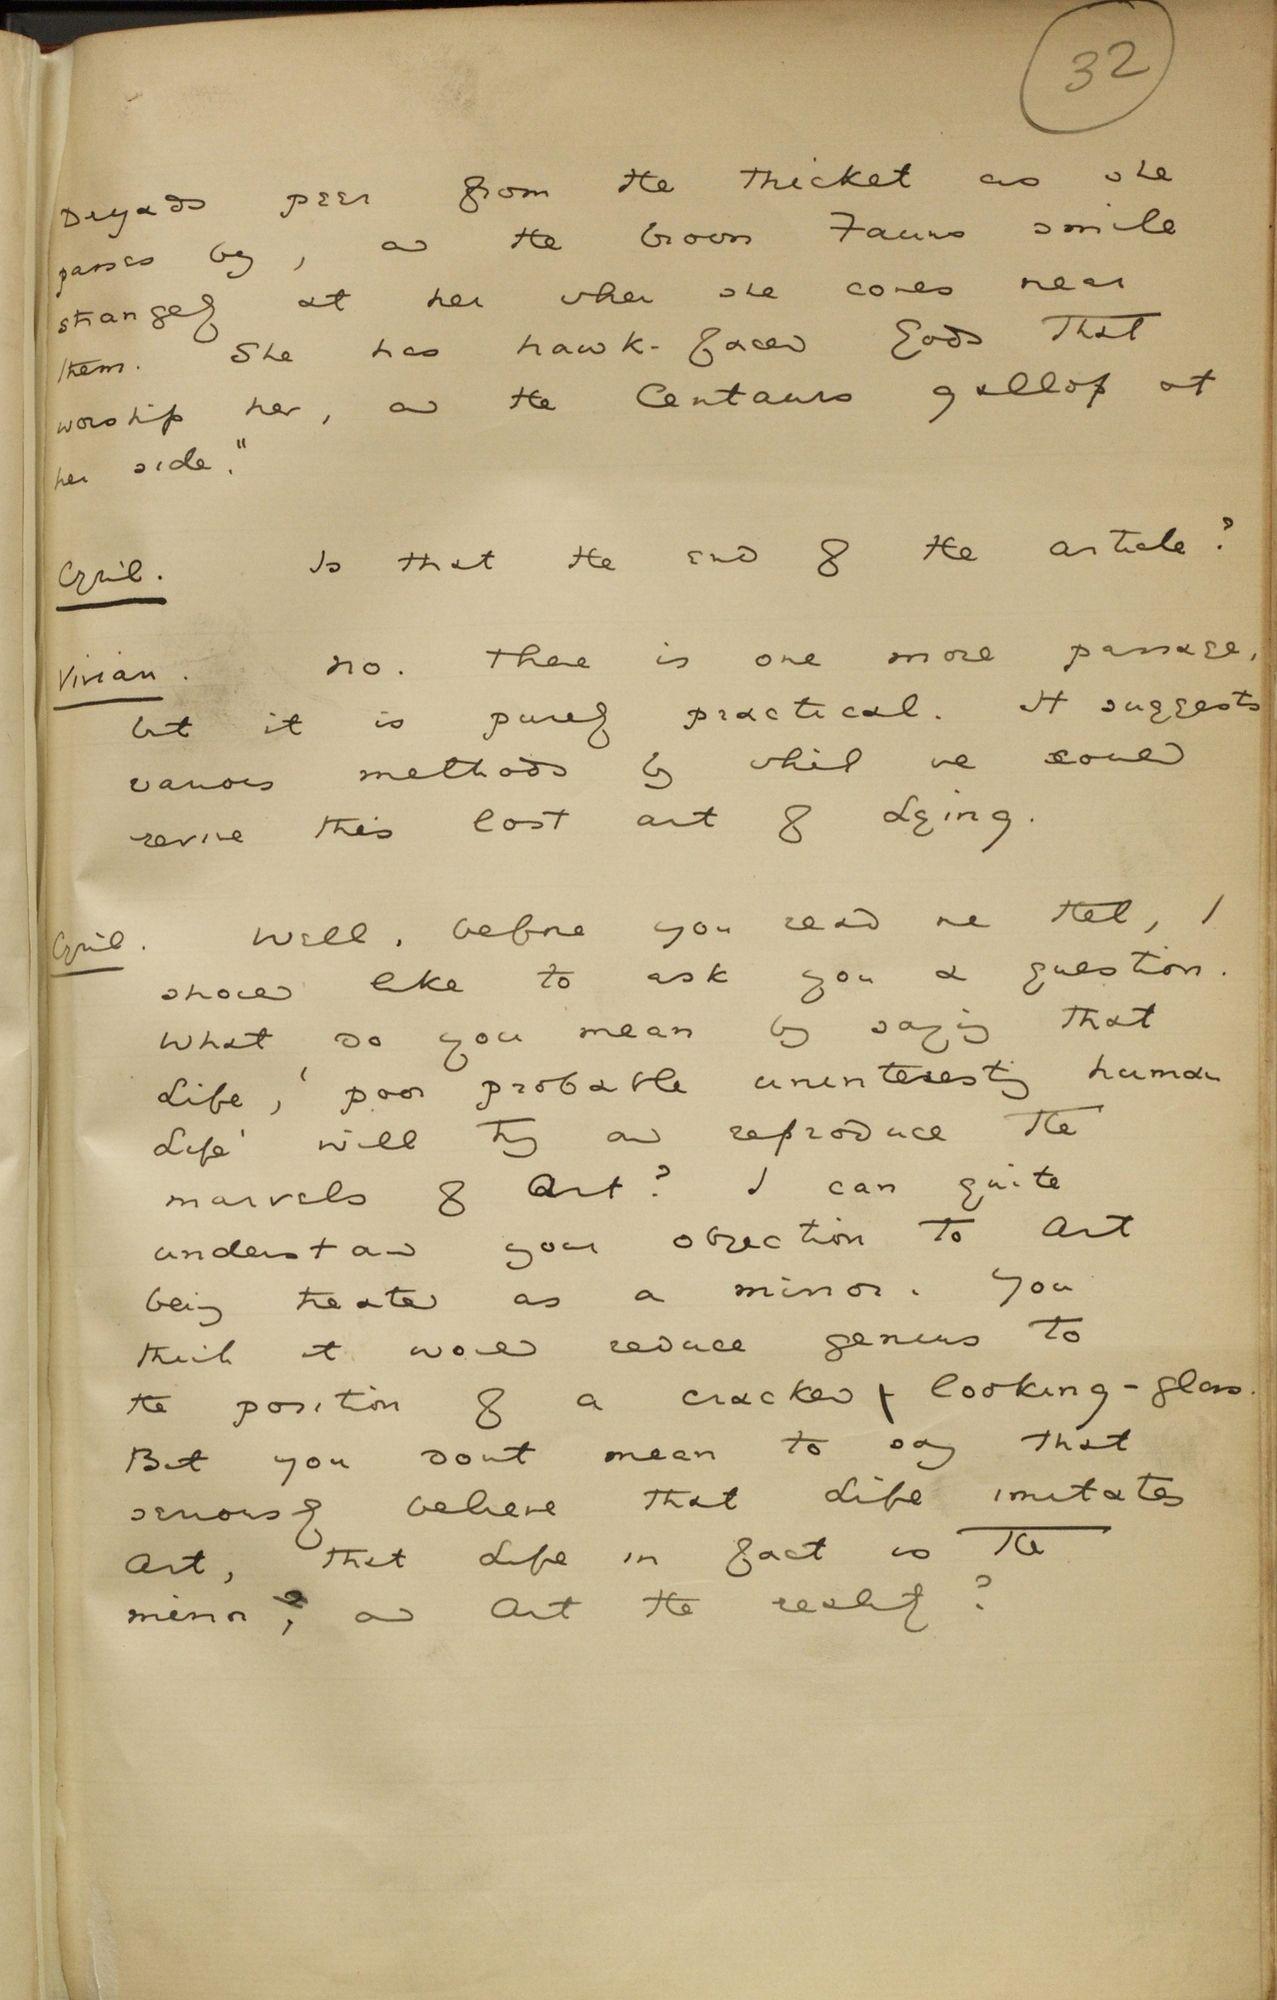 32
Dryads peer from the thicket as she
passes by, and the brown Fauns smile
strangely at her when she comes near
them. She has hawk-faced Gods that
worship her, and the Centaurs gallop at
her side."
Cyril. Is that the end of the article?
Vivian. No. There is one more passage,
but it is purely practical. It suggests
various methods by which we could
revive this lost art of Lying.
Cyril. Well, before you read me that, I
should like to ask you a question.
What do you mean by saying that
Life, 'poor probable uninteresting human
Life' will try and reproduce the
marvels of Art? I can quite
understand your objection to Art
being treated as a mirror. You
think it would reduce genius to
the position of a cracked looking-glass.
But you dont mean to say that
seriously believe that Life imitates
Art, that Life in fact is the
mirror, and Art the reality?